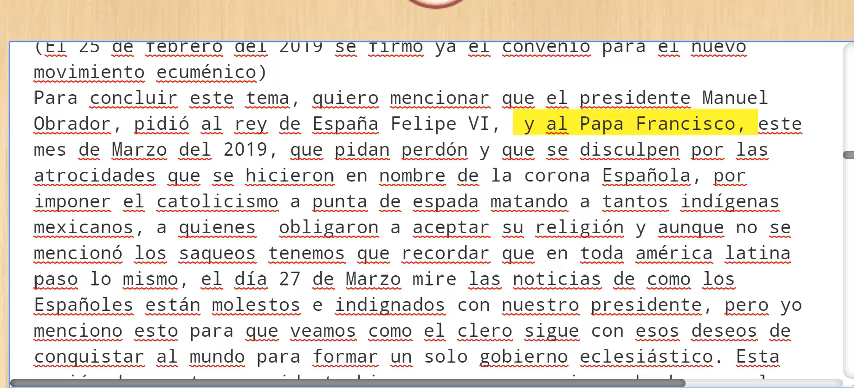 (El 25 de febrero del 2019 se firmo ya el convenio para el nuevo
movimiento ecuménico)
Para concluir este tema, quiero mencionar que el presidente Manuel
Obrador, pidió al rey de España Felipe VI,  y al Papa Francisco, este
mes de Marzo del 2019, que pidan perdón y que se disculpen por las
atrocidades que se hicieron en nombre de la corona Española, por
imponer el catolicismo a punta de espada matando a tantos indígenas
mexicanos, a quienes  obligaron a aceptar su religión y aunque no se
mencionó los saqueos tenemos que recordar que en toda américa latina
paso lo mismo, el día 27 de Marzo mire las noticias de como los
Españoles están molestos e indignados con nuestro presidente, pero yo
menciono esto para que veamos como el clero sigue con esos deseos de
conquistar al mundo para formar un solo gobierno eclesiástico. Esta